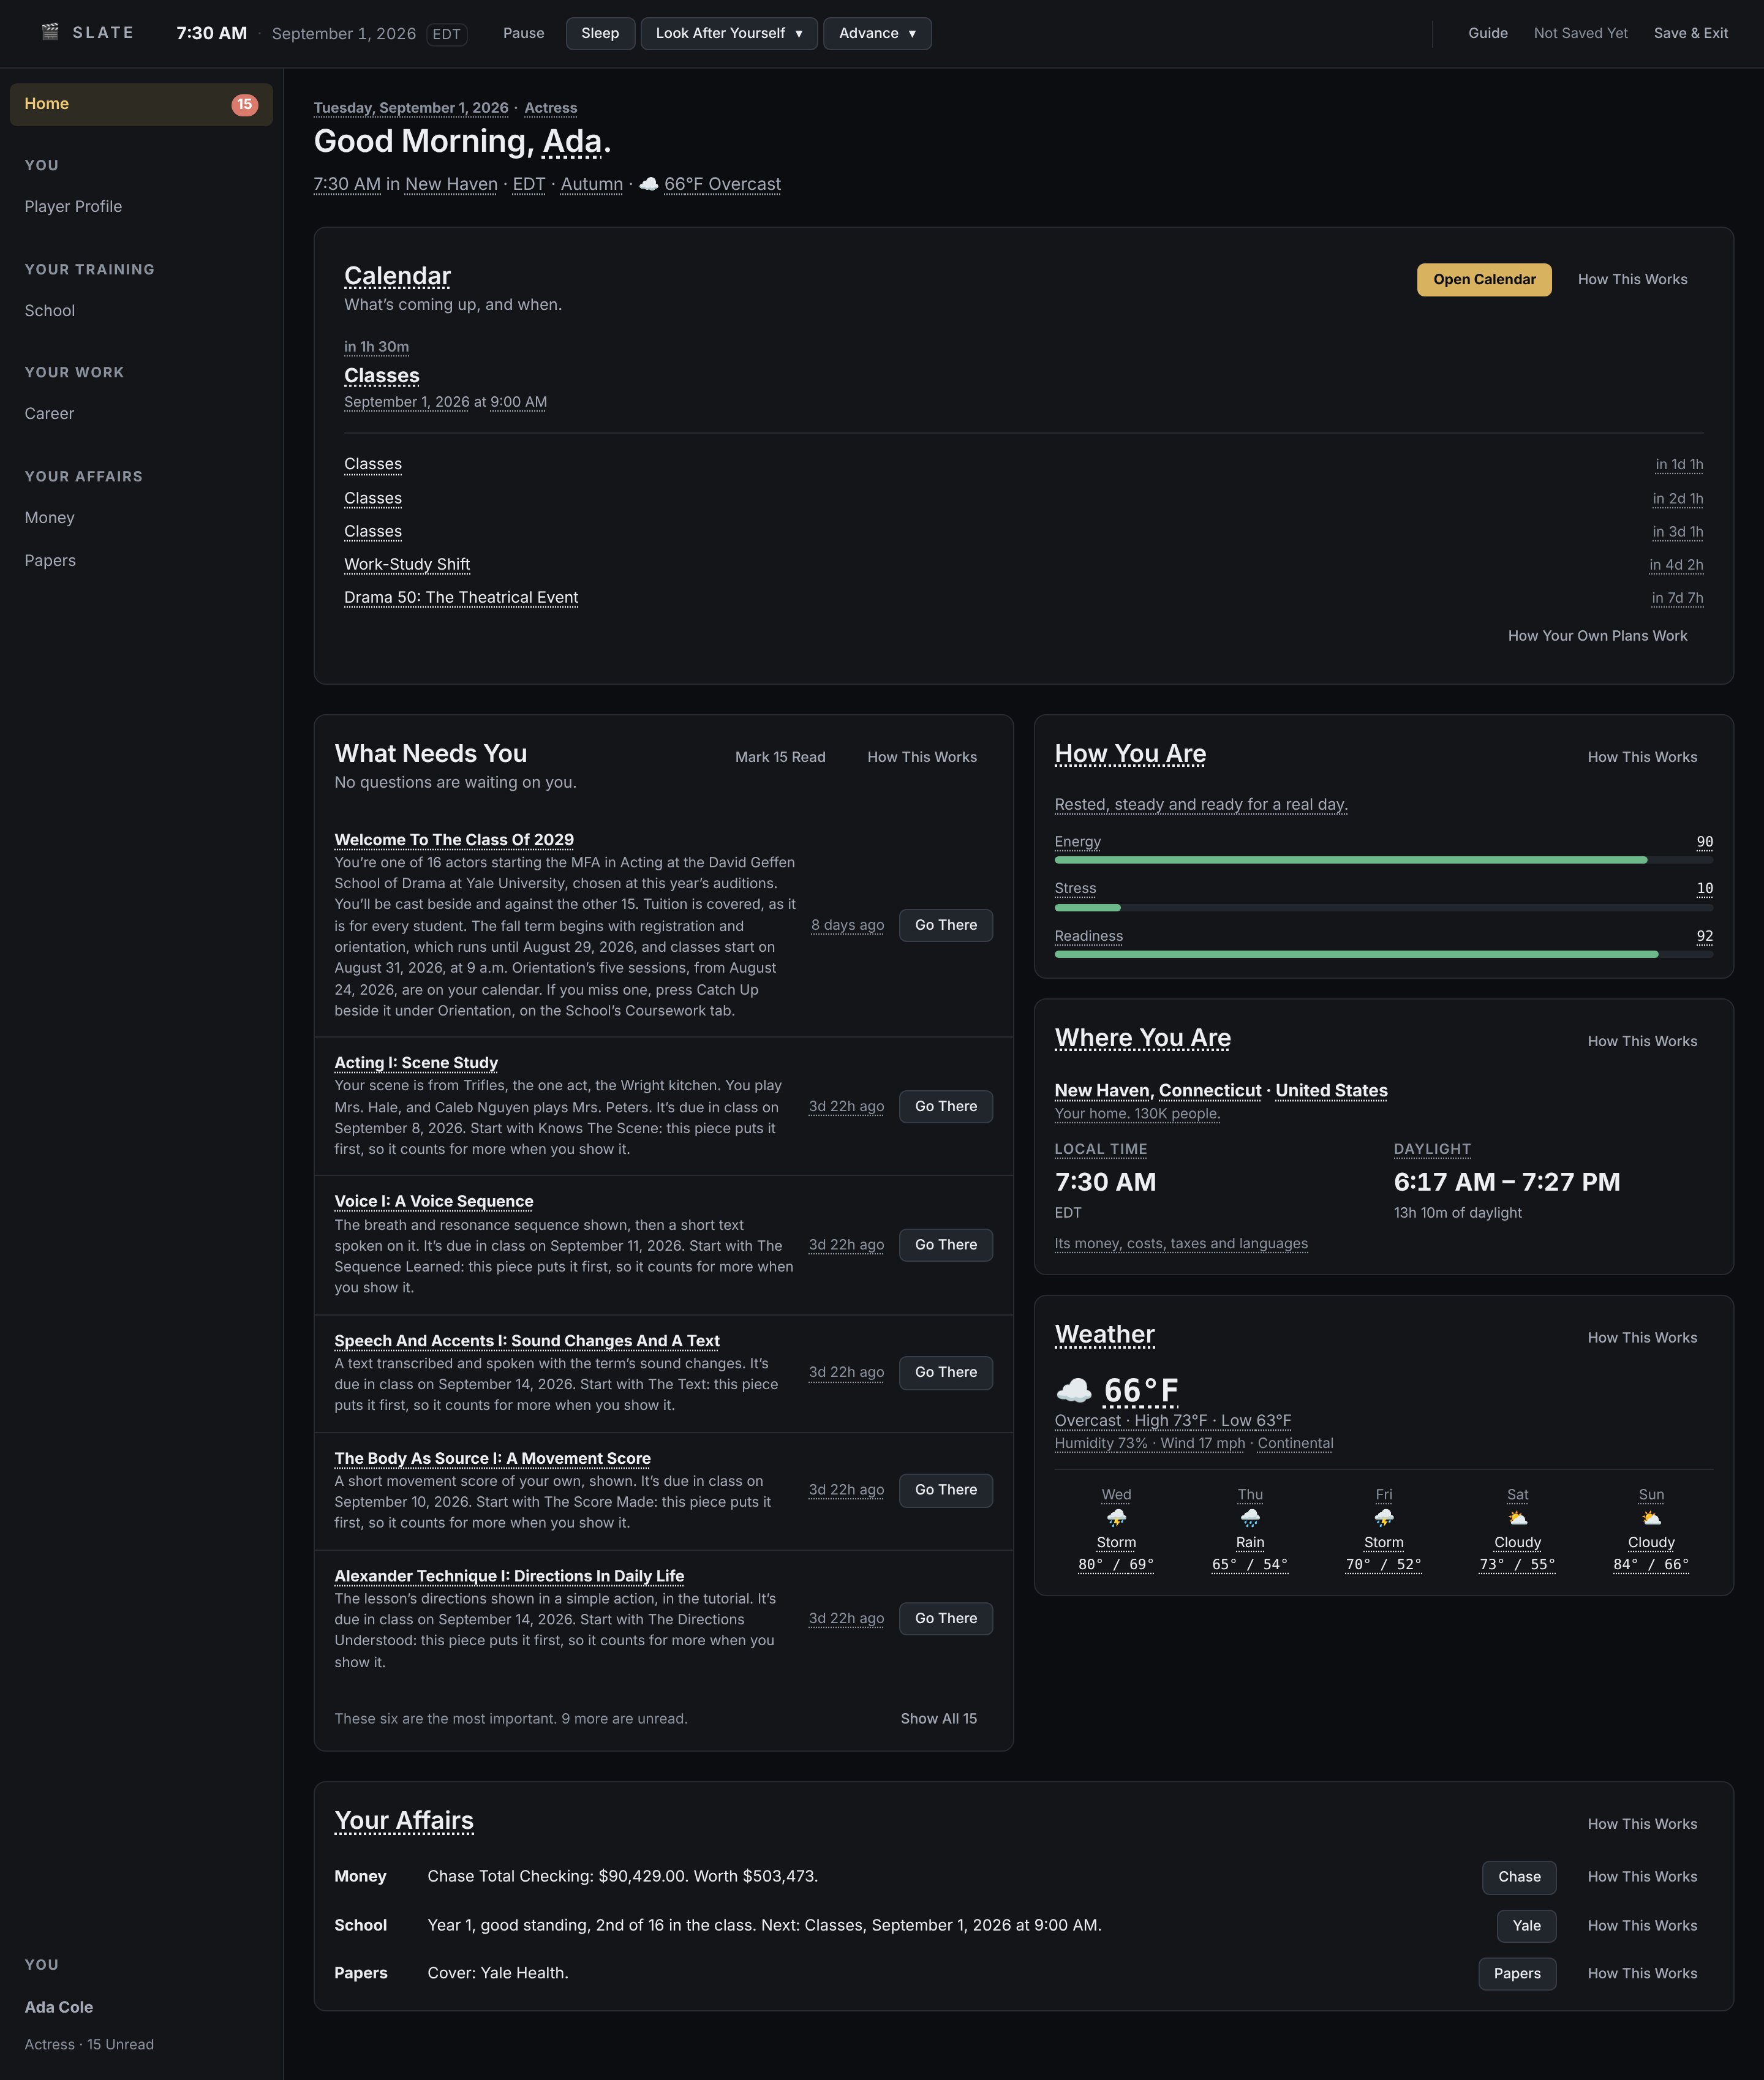 🎬 SLATE
7:30 AM · September 1, 2026 EDT
Pause
Sleep
Look After Yourself ▾
Advance ▾
Guide
Not Saved Yet
Save & Exit
Home
15
YOU
Player Profile
YOUR TRAINING
School
YOUR WORK
Career
YOUR AFFAIRS
Money
Papers
YOU
Ada Cole
Actress · 15 Unread
Tuesday, September 1, 2026 · Actress
Good Morning, Ada.
7:30 AM in New Haven · EDT · Autumn · ☁️ 66°F Overcast
Calendar
What’s coming up, and when.
Open Calendar
How This Works
in 1h 30m
Classes
September 1, 2026 at 9:00 AM
Classes in 1d 1h
Classes in 2d 1h
Classes in 3d 1h
Work-Study Shift in 4d 2h
Drama 50: The Theatrical Event in 7d 7h
How Your Own Plans Work
What Needs You
No questions are waiting on you.
Mark 15 Read
How This Works
Welcome To The Class Of 2029
You’re one of 16 actors starting the MFA in Acting at the David Geffen
School of Drama at Yale University, chosen at this year’s auditions.
You’ll be cast beside and against the other 15. Tuition is covered, as it
is for every student. The fall term begins with registration and
orientation, which runs until August 29, 2026, and classes start on
August 31, 2026, at 9 a.m. Orientation’s five sessions, from August
24, 2026, are on your calendar. If you miss one, press Catch Up
beside it under Orientation, on the School’s Coursework tab.
8 days ago
Go There
Acting I: Scene Study
Your scene is from Trifles, the one act, the Wright kitchen. You play
Mrs. Hale, and Caleb Nguyen plays Mrs. Peters. It’s due in class on
September 8, 2026. Start with Knows The Scene: this piece puts it
first, so it counts for more when you show it.
3d 22h ago
Go There
Voice I: A Voice Sequence
The breath and resonance sequence shown, then a short text
spoken on it. It’s due in class on September 11, 2026. Start with The
Sequence Learned: this piece puts it first, so it counts for more when
you show it.
3d 22h ago
Go There
Speech And Accents I: Sound Changes And A Text
A text transcribed and spoken with the term’s sound changes. It’s
due in class on September 14, 2026. Start with The Text: this piece
puts it first, so it counts for more when you show it.
3d 22h ago
Go There
The Body As Source I: A Movement Score
A short movement score of your own, shown. It’s due in class on
September 10, 2026. Start with The Score Made: this piece puts it
first, so it counts for more when you show it.
3d 22h ago
Go There
Alexander Technique I: Directions In Daily Life
The lesson’s directions shown in a simple action, in the tutorial. It’s
due in class on September 14, 2026. Start with The Directions
Understood: this piece puts it first, so it counts for more when you
show it.
3d 22h ago
Go There
These six are the most important. 9 more are unread.
Show All 15
How You Are
How This Works
Rested, steady and ready for a real day.
Energy 90
Stress 10
Readiness 92
Where You Are
How This Works
New Haven, Connecticut · United States
Your home. 130K people.
LOCAL TIME
7:30 AM
EDT
DAYLIGHT
6:17 AM – 7:27 PM
13h 10m of daylight
Its money, costs, taxes and languages
Weather
How This Works
☁️ 66°F
Overcast · High 73°F · Low 63°F
Humidity 73% · Wind 17 mph · Continental
Wed Thu Fri Sat Sun
Storm Rain Storm Cloudy Cloudy
80° / 69° 65° / 54° 70° / 52° 73° / 55° 84° / 66°
Your Affairs
How This Works
Money Chase Total Checking: $90,429.00. Worth $503,473. Chase How This Works
School Year 1, good standing, 2nd of 16 in the class. Next: Classes, September 1, 2026 at 9:00 AM. Yale How This Works
Papers Cover: Yale Health. Papers How This Works